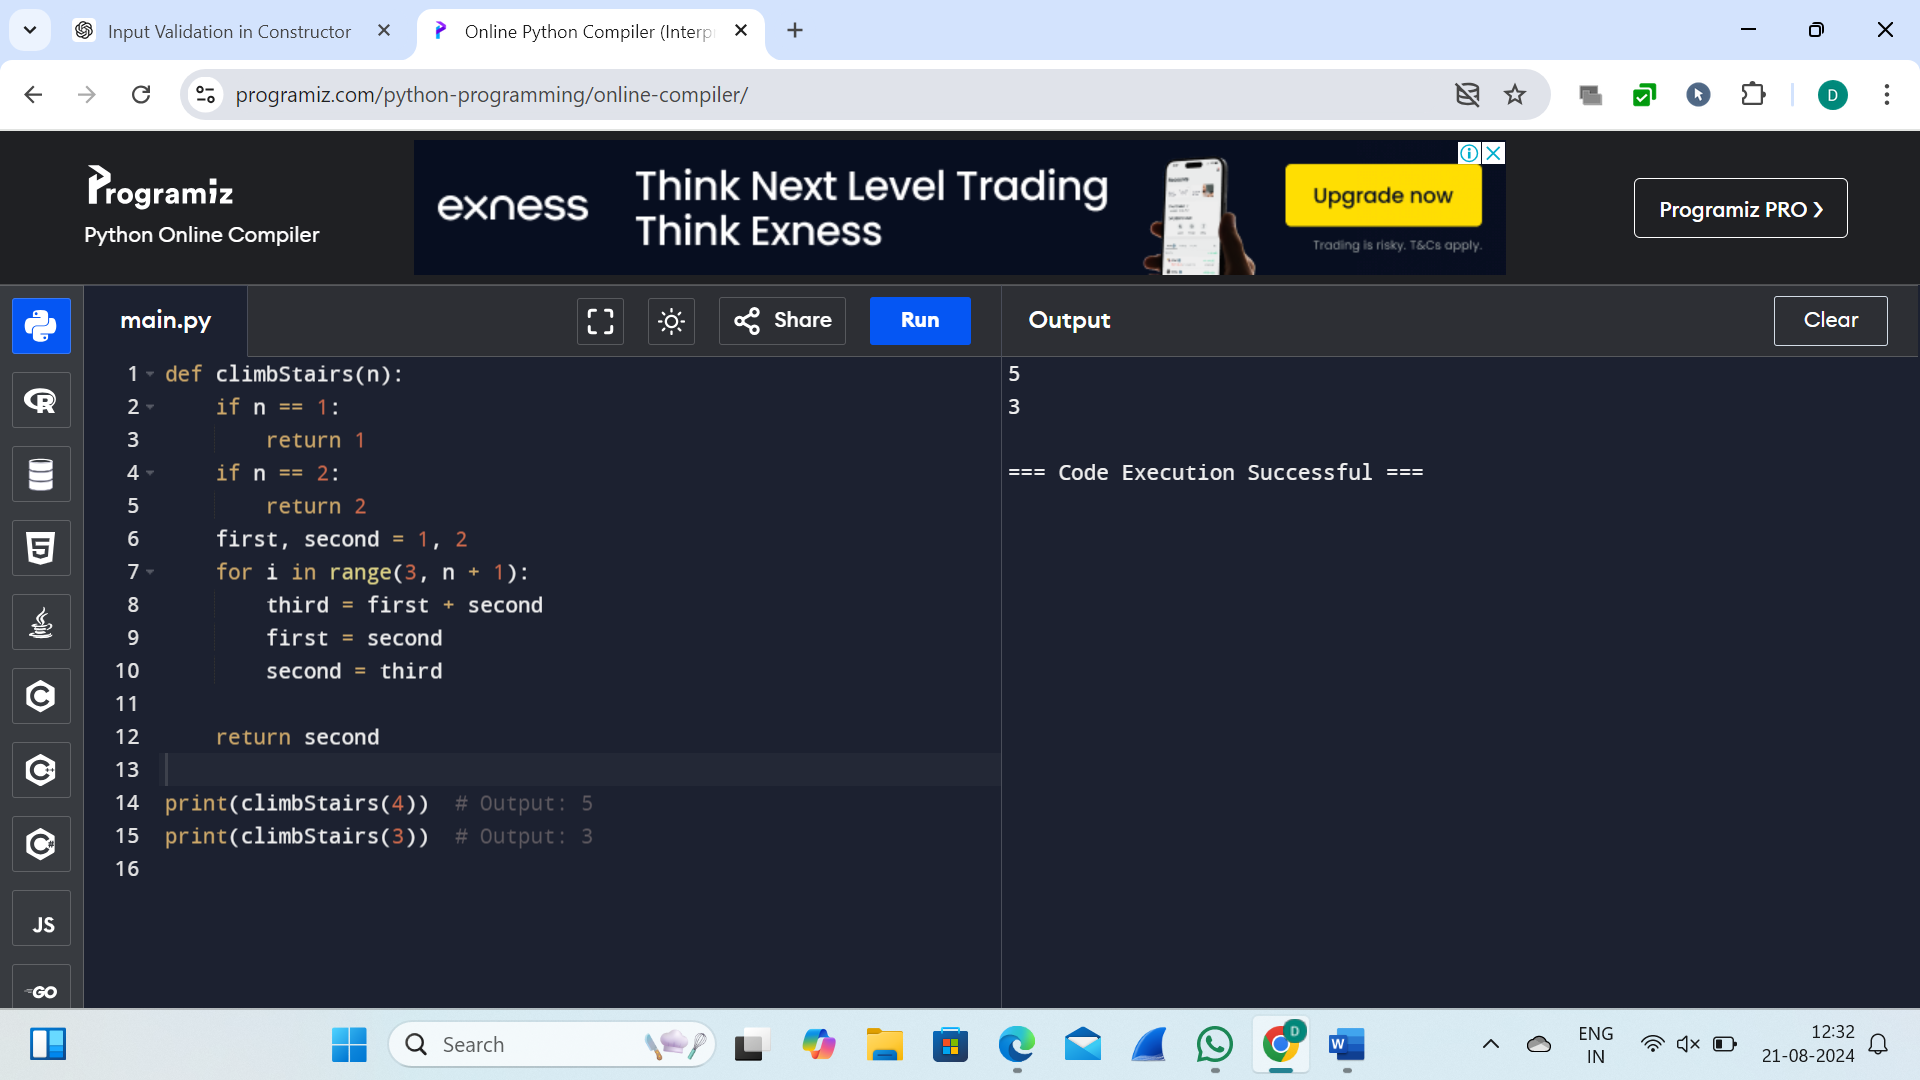 Input Validation in Constructor
Online Python Compiler (Interp
programiz.com/python-programming/online-compiler/
D
Programiz
Python Online Compiler
exness
Think Next Level Trading
Think Exness
Upgrade now
Trading is risky. T&Cs apply.
Programiz PRO
main.py
Share
Run
Output
Clear
1 def climbStairs(n):
2     if n == 1:
3         return 1
4     if n == 2:
5         return 2
6     first, second = 1, 2
7     for i in range(3, n + 1):
8         third = first + second
9         first = second
10         second = third
11
12     return second
13
14 print(climbStairs(4))  # Output: 5
15 print(climbStairs(3))  # Output: 3
16
5
3
=== Code Execution Successful ===
R
5
C
C++
C#
JS
GO
Search
D
W
ENG
IN
12:32
21-08-2024